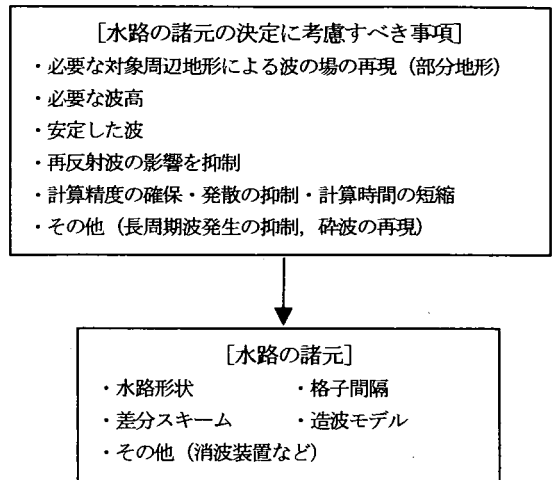 ［水路の諸元の決定に考慮すべき事項］
・必要な対象周辺地形による波の場の再現（部分地形）
・必要な波高
・安定した波
・再反射波の影響を抑制
・計算精度の確保・発散の抑制・計算時間の短縮
・その他（長周期波発生の抑制，砕波の再現）
［水路の諸元］
・水路形状　・格子間隔
・差分スキーム　・造波モデル
・その他（消波装置など）